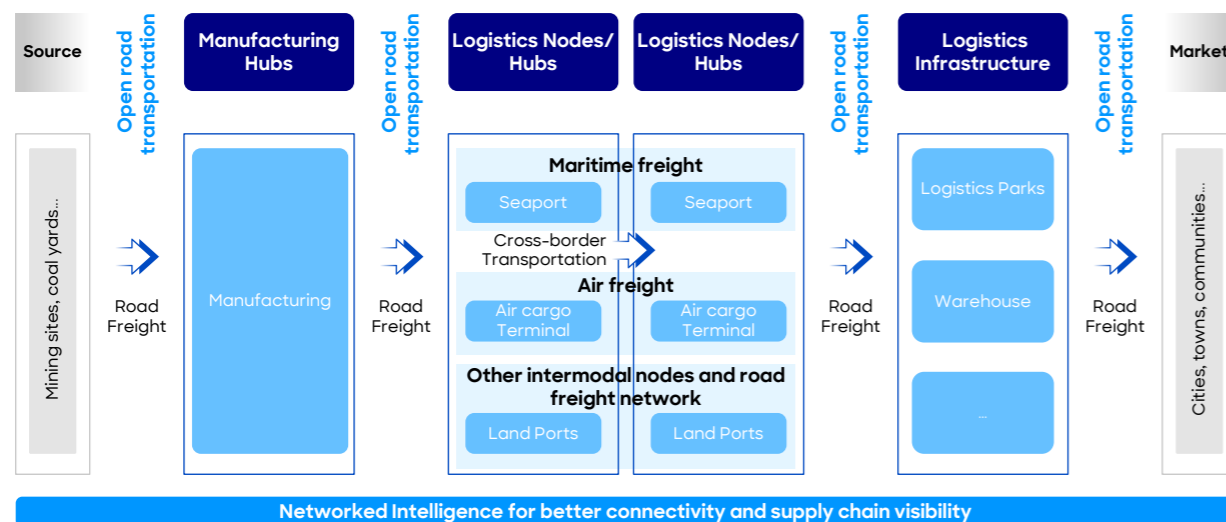 Source
Open road
transportation
Manufacturing
Hubs
Open road
transportation
Logistics Nodes/
Hubs
Logistics Nodes/
Hubs
Open road
transportation
Logistics
Infrastructure
Open road
transportation
Market
Mining sites, coal yards...
Road
Freight
Manufacturing
Road
Freight
Maritime freight
Seaport
Seaport
Cross-border
Transportation
Air freight
Air cargo
Terminal
Air cargo
Terminal
Other intermodal nodes and road
freight network
Land Ports
Land Ports
Road
Freight
Logistics Parks
Warehouse
...
Road
Freight
Cities, towns, communities...
Networked Intelligence for better connectivity and supply chain visibility